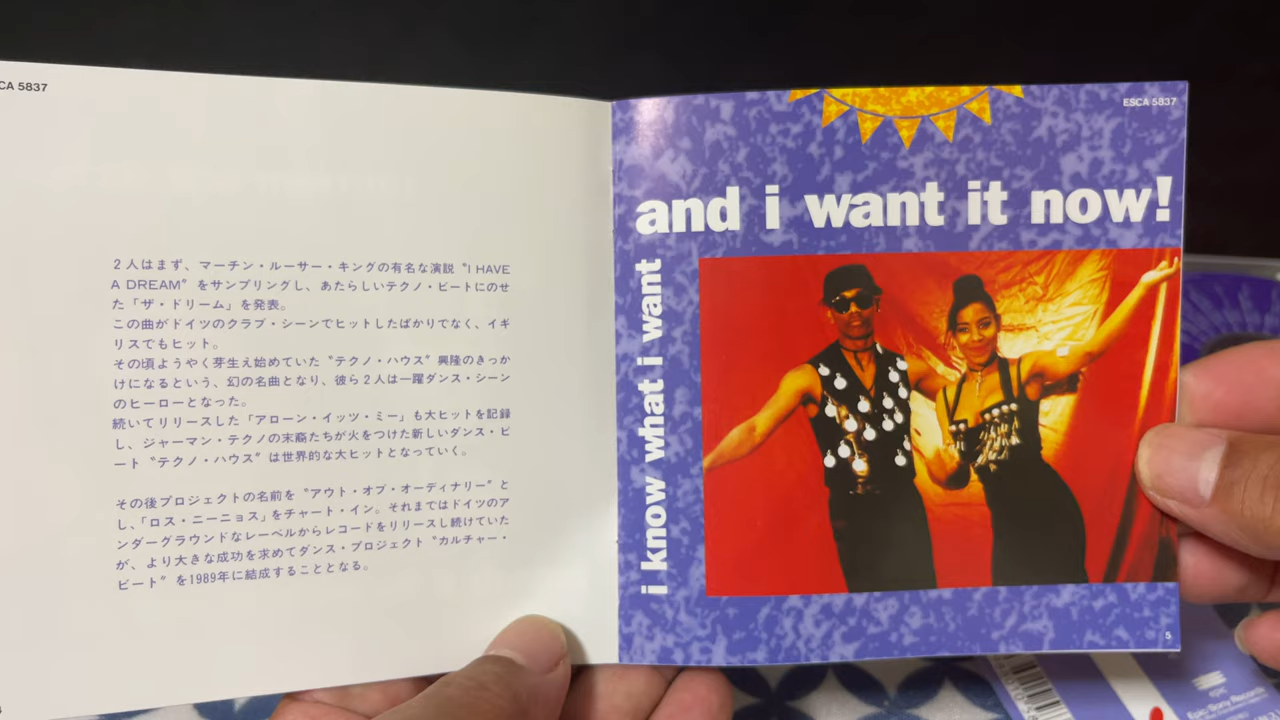 CA 5837
2人はまず、マーチン・ルーサー・キングの有名な演説〝I HAVE
A DREAM〞をサンプリングし、あたらしいテクノ・ビートにのせ
た「ザ・ドリーム」を発表。
この曲がドイツのクラブ・シーンでヒットしたばかりでなく、イギ
リスでもヒット。
その頃ようやく芽生え始めていた〝テクノ・ハウス〞興隆のきっか
けになるという、幻の名曲となり、彼ら2人は一躍ダンス・シーン
のヒーローとなった。
続いてリリースした「アローン・イッツ・ミー」も大ヒットを記録
し、ジャーマン・テクノの末裔たちが火をつけた新しいダンス・ビ
ート〝テクノ・ハウス〞は世界的な大ヒットとなっていく。
その後プロジェクトの名前を〝アウト・オブ・オーディナリー〞と
し、「ロス・ニーニョス」をチャート・イン。それまではドイツのア
ンダーグラウンドなレーベルからレコードをリリースし続けていた
が、より大きな成功を求めてダンス・プロジェクト〝カルチャー・
ビート〞を1989年に結成することとなる。
ESCA 5837
and i want it now!
i know what i want
5
epic
Epic/Sony Records